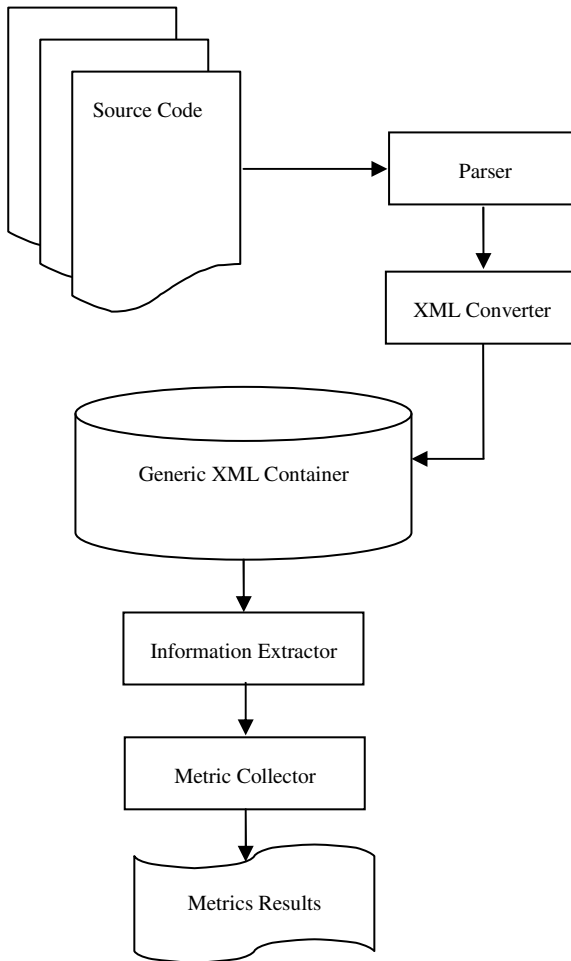 Source Code
Parser
XML Converter
Generic XML Container
Information Extractor
Metric Collector
Metrics Results